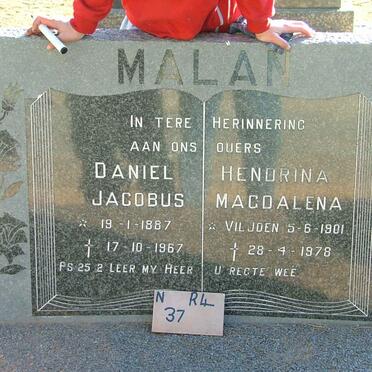 MALAN
IN TERE HERINNERING
AAN ONS OUERS
DANIEL
JACOBUS
☆ 19-1-1887
† 17-10-1967
PS 25 2 LEER MY HEER
HENDRINA
MAGDALENA
☆ VILJOEN 5-6-1901
† 28-4-1978
U REGTE WEË
N R4
37